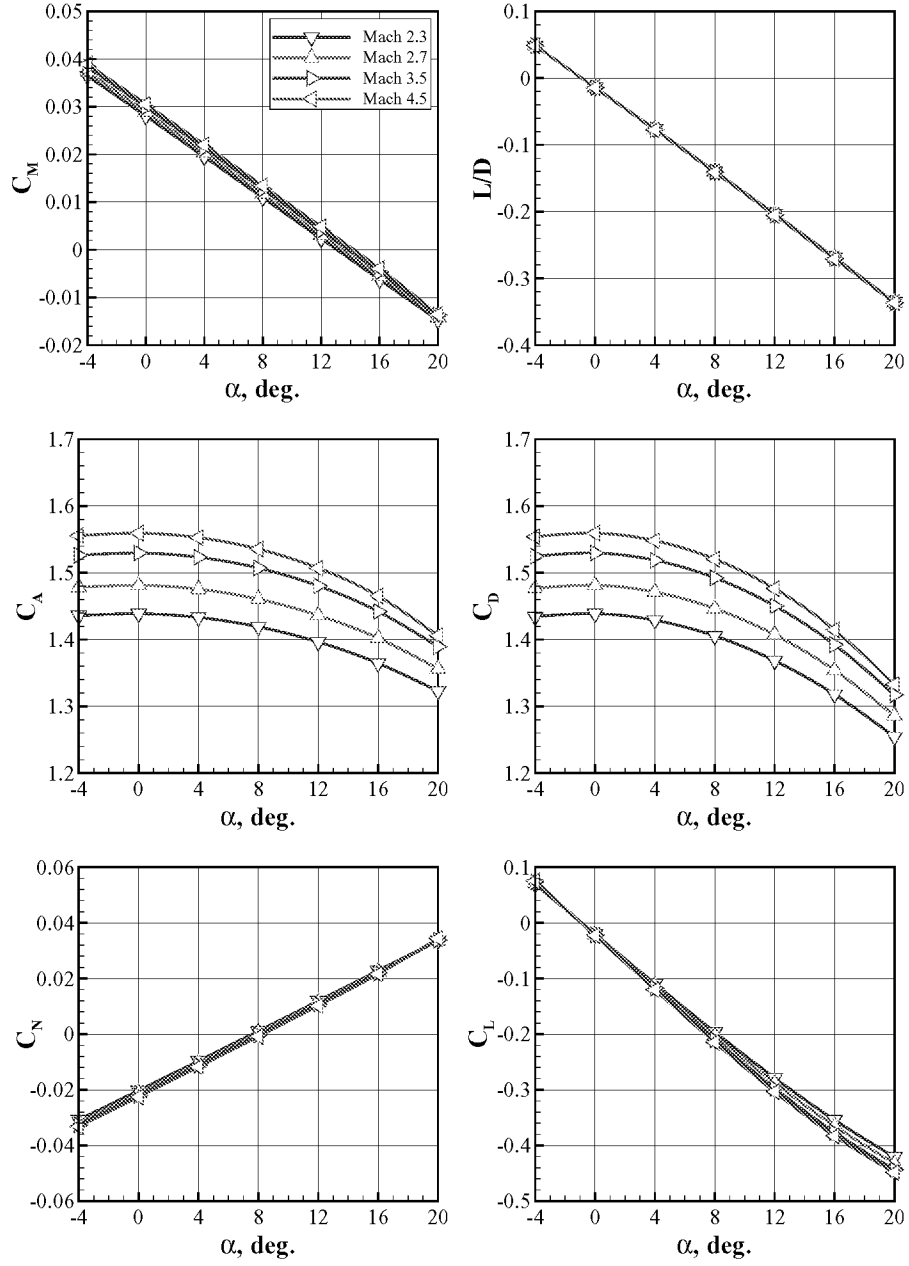 0.05
0.04
0.03
0.02
0.01
0
-0.01
-0.02
C_M
-4 0 4 8 12 16 20
α, deg.
Mach 2.3
Mach 2.7
Mach 3.5
Mach 4.5
0.1
0
-0.1
-0.2
-0.3
-0.4
L/D
-4 0 4 8 12 16 20
α, deg.
1.7
1.6
1.5
1.4
1.3
1.2
C_A
-4 0 4 8 12 16 20
α, deg.
1.7
1.6
1.5
1.4
1.3
1.2
C_D
-4 0 4 8 12 16 20
α, deg.
0.06
0.04
0.02
0
-0.02
-0.04
-0.06
C_N
-4 0 4 8 12 16 20
α, deg.
0.1
0
-0.1
-0.2
-0.3
-0.4
-0.5
C_L
-4 0 4 8 12 16 20
α, deg.